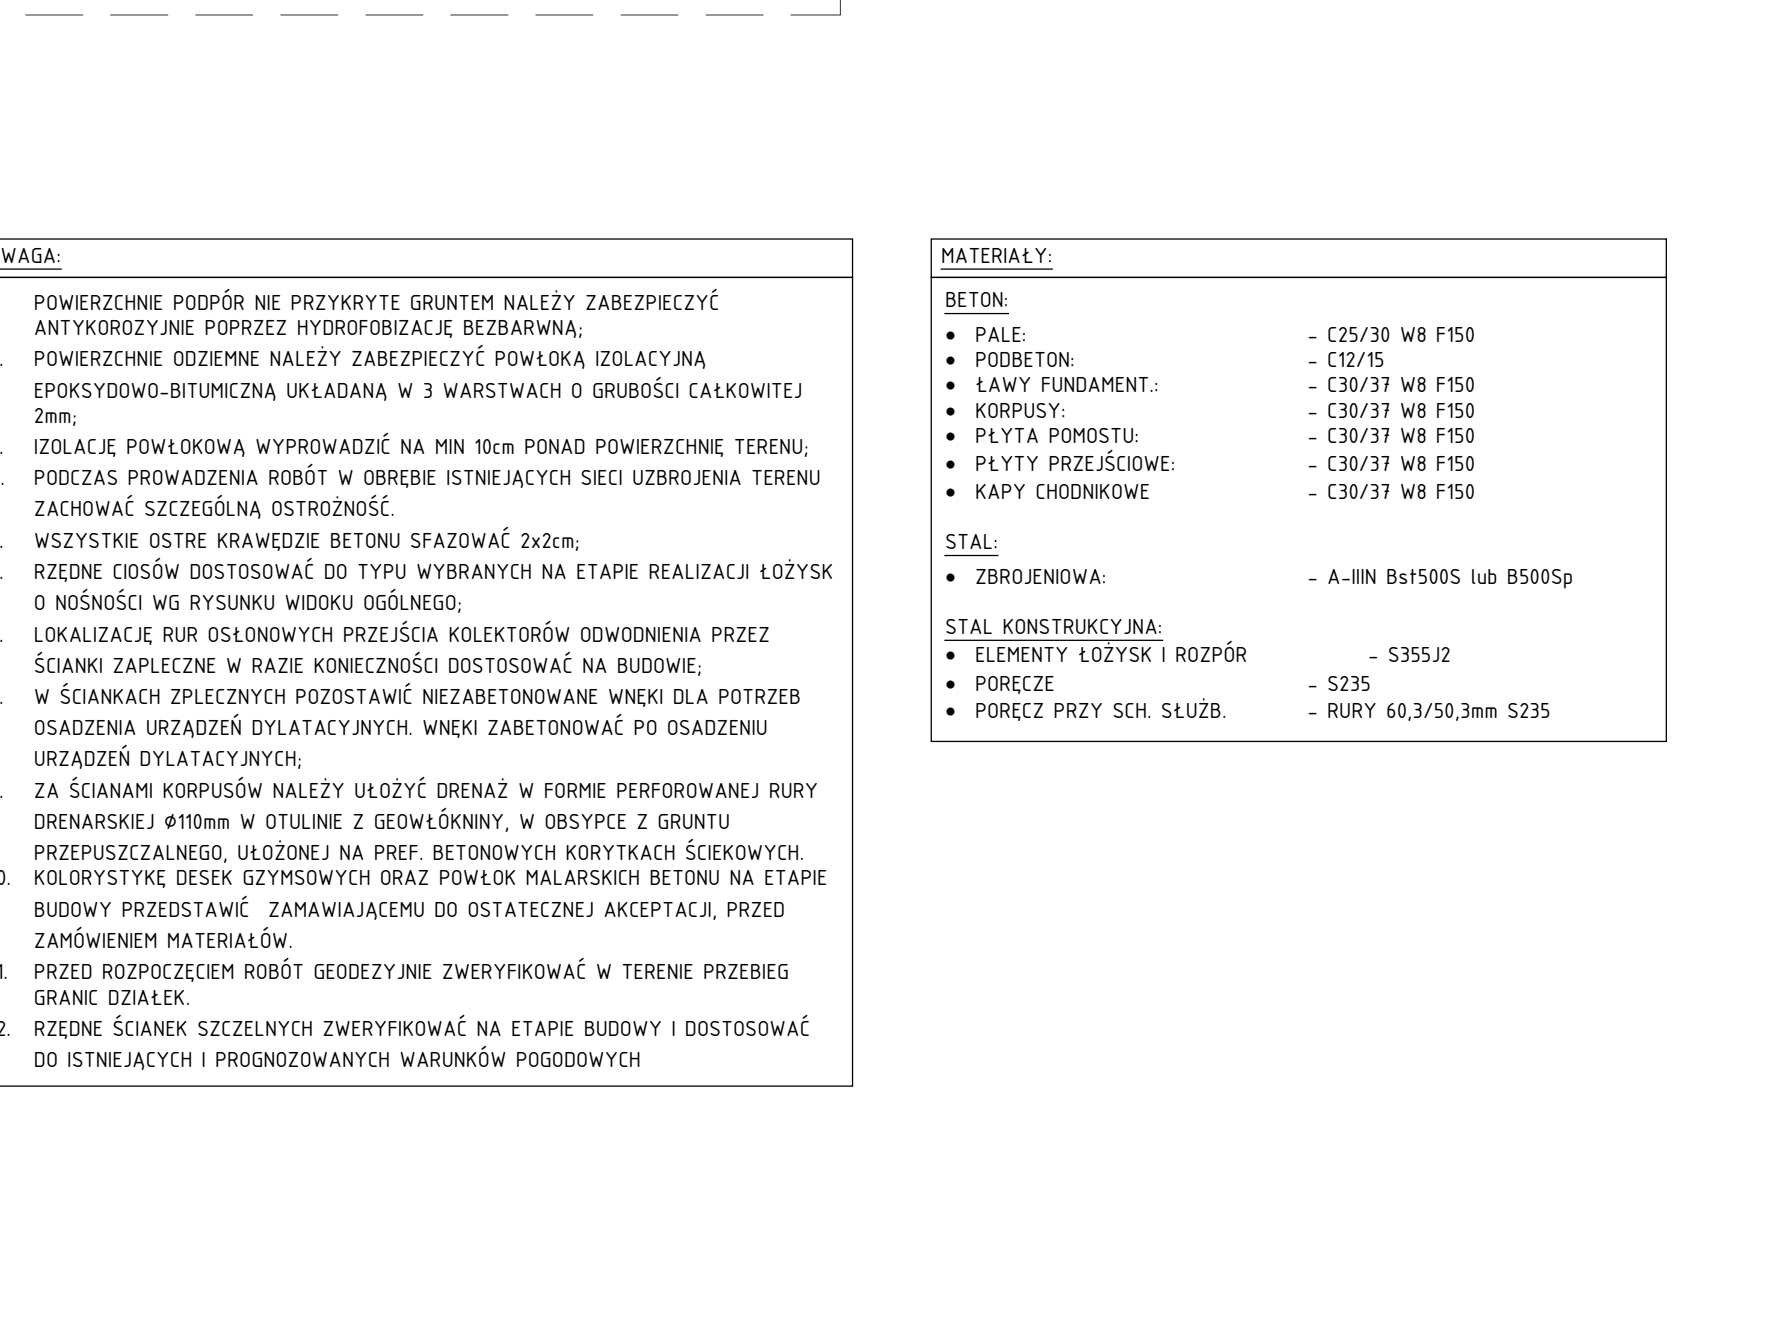 WAGA:
POWIERZCHNIE PODPÓR NIE PRZYKRYTE GRUNTEM NALEŻY ZABEZPIECZYĆ
ANTYKOROZYJNIE POPRZEZ HYDROFOBIZACJĘ BEZBARWNĄ;
. POWIERZCHNIE ODZIEMNE NALEŻY ZABEZPIECZYĆ POWŁOKĄ IZOLACYJNĄ
EPOKSYDOWO-BITUMICZNĄ UKŁADANĄ W 3 WARSTWACH O GRUBOŚCI CAŁKOWITEJ
2mm;
. IZOLACJĘ POWŁOKOWĄ WYPROWADZIĆ NA MIN 10cm PONAD POWIERZCHNIĘ TERENU;
. PODCZAS PROWADZENIA ROBÓT W OBRĘBIE ISTNIEJĄCYCH SIECI UZBROJENIA TERENU
ZACHOWAĆ SZCZEGÓLNĄ OSTROŻNOŚĆ.
. WSZYSTKIE OSTRE KRAWĘDZIE BETONU SFAZOWAĆ 2x2cm;
. RZĘDNE CIOSÓW DOSTOSOWAĆ DO TYPU WYBRANYCH NA ETAPIE REALIZACJI ŁOŻYSK
O NOŚNOŚCI WG RYSUNKU WIDOKU OGÓLNEGO;
. LOKALIZACJĘ RUR OSŁONOWYCH PRZEJŚCIA KOLEKTORÓW ODWODNIENIA PRZEZ
ŚCIANKI ZAPLECZNE W RAZIE KONIECZNOŚCI DOSTOSOWAĆ NA BUDOWIE;
. W ŚCIANKACH ZPLECZNYCH POZOSTAWIĆ NIEZABETONOWANE WNĘKI DLA POTRZEB
OSADZENIA URZĄDZEŃ DYLATACYJNYCH. WNĘKI ZABETONOWAĆ PO OSADZENIU
URZĄDZEŃ DYLATACYJNYCH;
. ZA ŚCIANAMI KORPUSÓW NALEŻY UŁOŻYĆ DRENAŻ W FORMIE PERFOROWANEJ RURY
DRENARSKIEJ Ø110mm W OTULINIE Z GEOWŁÓKNINY, W OBSYPCE Z GRUNTU
PRZEPUSZCZALNEGO, UŁOŻONEJ NA PREF. BETONOWYCH KORYTKACH ŚCIEKOWYCH.
0. KOLORYSTYKĘ DESEK GZYMSOWYCH ORAZ POWŁOK MALARSKICH BETONU NA ETAPIE
BUDOWY PRZEDSTAWIĆ ZAMAWIAJĄCEMU DO OSTATECZNEJ AKCEPTACJI, PRZED
ZAMÓWIENIEM MATERIAŁÓW.
1. PRZED ROZPOCZĘCIEM ROBÓT GEODEZYJNIE ZWERYFIKOWAĆ W TERENIE PRZEBIEG
GRANIC DZIAŁEK.
2. RZĘDNE ŚCIANEK SZCZELNYCH ZWERYFIKOWAĆ NA ETAPIE BUDOWY I DOSTOSOWAĆ
DO ISTNIEJĄCYCH I PROGNOZOWANYCH WARUNKÓW POGODOWYCH
MATERIAŁY:
BETON:
● PALE: - C25/30 W8 F150
● PODBETON: - C12/15
● ŁAWY FUNDAMENT.: - C30/37 W8 F150
● KORPUSY: - C30/37 W8 F150
● PŁYTA POMOSTU: - C30/37 W8 F150
● PŁYTY PRZEJŚCIOWE: - C30/37 W8 F150
● KAPY CHODNIKOWE - C30/37 W8 F150
STAL:
● ZBROJENIOWA: - A-IIIN Bst500S lub B500Sp
STAL KONSTRUKCYJNA:
● ELEMENTY ŁOŻYSK I ROZPÓR - S355J2
● PORĘCZE - S235
● PORĘCZ PRZY SCH. SŁUŻB. - RURY 60,3/50,3mm S235